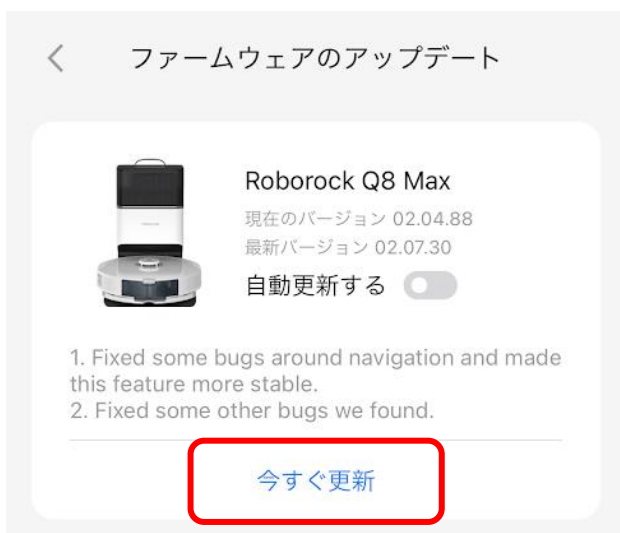 ファームウェアのアップデート
Roborock Q8 Max
現在のバージョン 02.04.88
最新バージョン 02.07.30
自動更新する
1. Fixed some bugs around navigation and made
this feature more stable.
2. Fixed some other bugs we found.
今すぐ更新